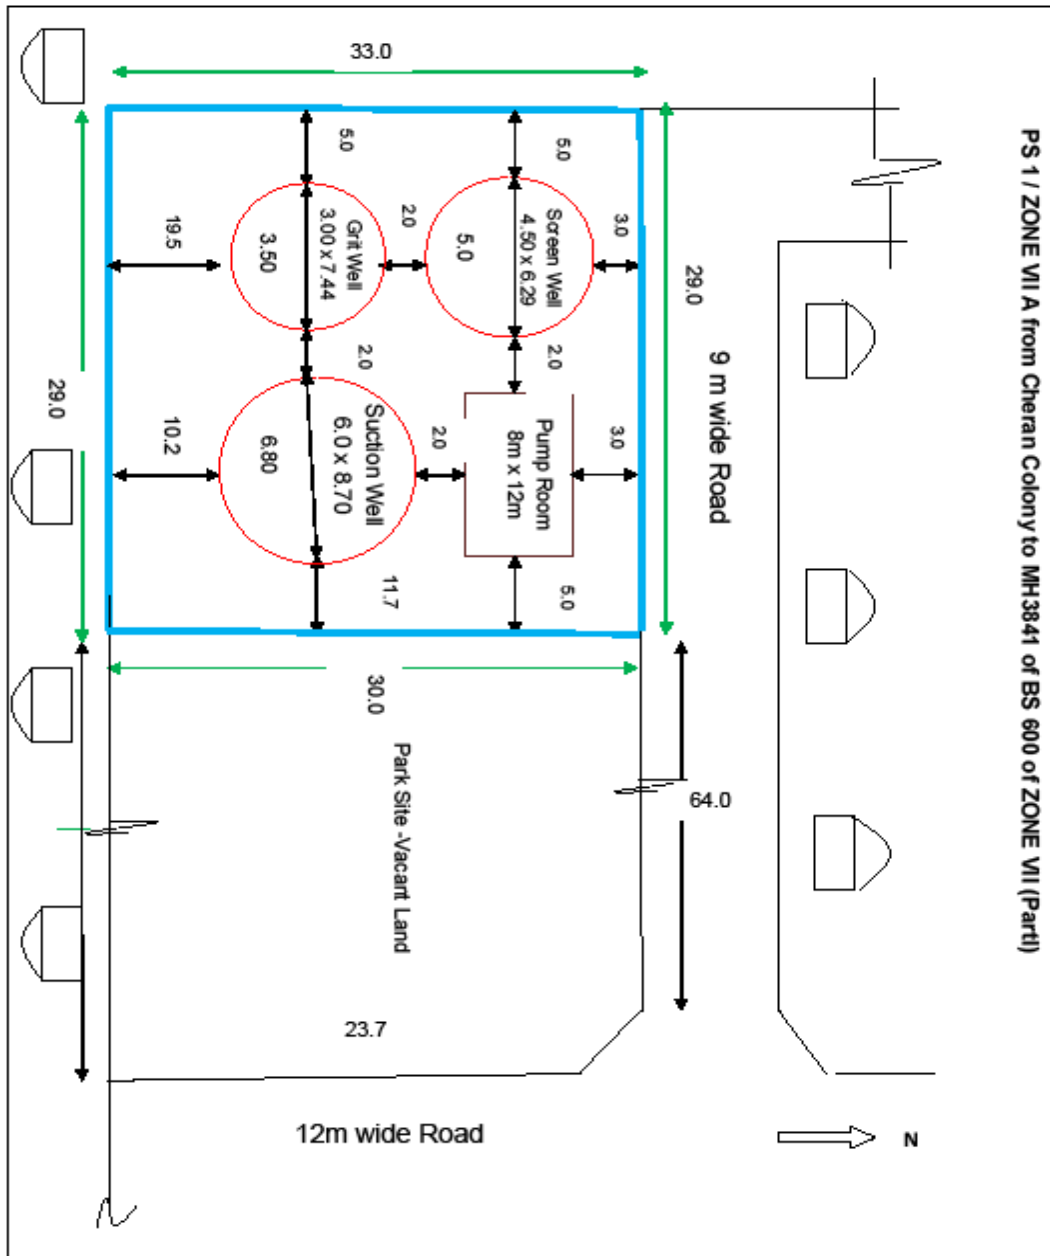 PS 1 / ZONE VII A from Cheran Colony to MH3841 of BS 600 of ZONE VII (PartI)
33.0
5.0
5.0
3.0
Screen Well
4.50 x 6.29
5.0
2.0
Grit Well
3.00 x 7.44
3.50
19.5
29.0
9 m wide Road
2.0
2.0
Pump Room
8m x 12m
3.0
2.0
Suction Well
6.0 x 8.70
6.80
10.2
29.0
11.7
5.0
30.0
Park Site -Vacant Land
64.0
23.7
12m wide Road
N